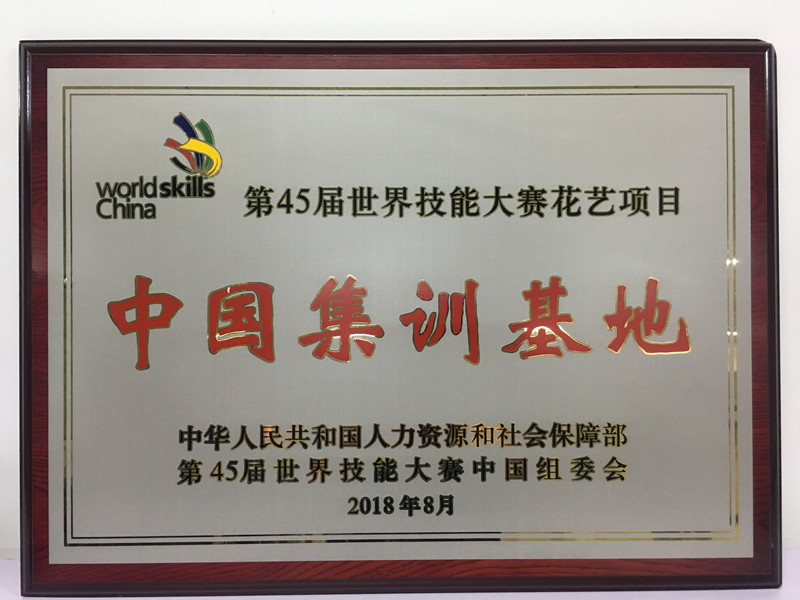 worldskills
China
第45届世界技能大赛花艺项目
中国集训基地
中华人民共和国人力资源和社会保障部
第45届世界技能大赛中国组委会
2018年8月